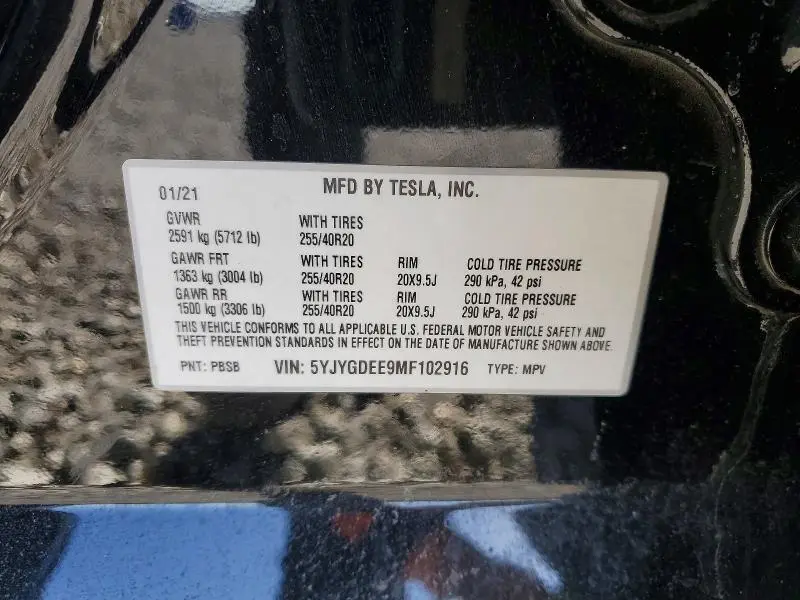 01/21 MFD BY TESLA, INC.
GVWR WITH TIRES
2591 kg (5712 lb) 255/40R20
GAWR FRT WITH TIRES RIM COLD TIRE PRESSURE
1363 kg (3004 lb) 255/40R20 20X9.5J 290 kPa, 42 psi
GAWR RR WITH TIRES RIM COLD TIRE PRESSURE
1500 kg (3306 lb) 255/40R20 20X9.5J 290 kPa, 42 psi
THIS VEHICLE CONFORMS TO ALL APPLICABLE U.S. FEDERAL MOTOR VEHICLE SAFETY AND
THEFT PREVENTION STANDARDS IN EFFECT ON THE DATE OF MANUFACTURE SHOWN ABOVE.
PNT: PBSB VIN: 5YJYGDEE9MF102916 TYPE: MPV